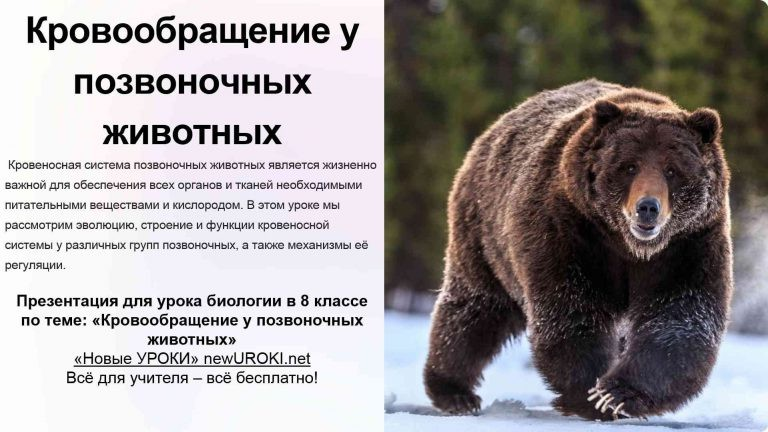 Кровообращение у
позвоночных
животных
Кровеносная система позвоночных животных является жизненно
важной для обеспечения всех органов и тканей необходимыми
питательными веществами и кислородом. В этом уроке мы
рассмотрим эволюцию, строение и функции кровеносной
системы у различных групп позвоночных, а также механизмы её
регуляции.
Презентация для урока биологии в 8 классе
по теме: «Кровообращение у позвоночных
животных»
«Новые УРОКИ» newUROKI.net
Всё для учителя – всё бесплатно!